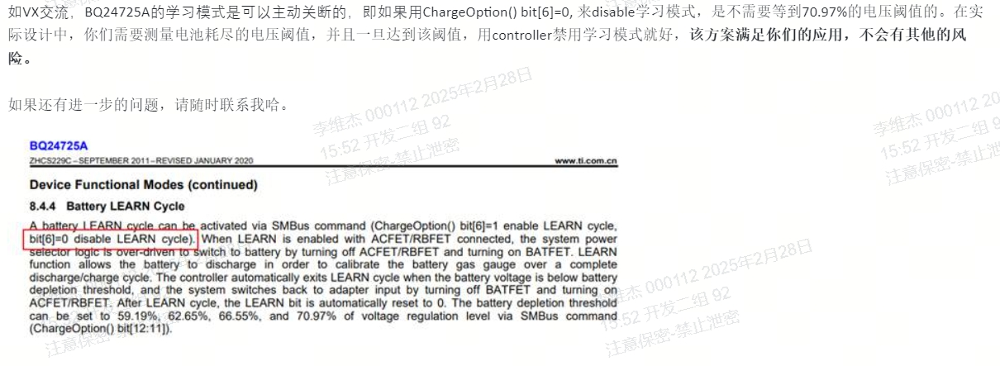 如VX交流，BQ24725A的学习模式是可以主动关断的，即如果用ChargeOption() bit[6]=0, 来disable学习模式，是不需要等到70.97%的电压阈值的。在实
际设计中，你们需要测量电池耗尽的电压阈值，并且一旦达到该阈值，用controller禁用学习模式就好，该方案满足你们的应用，不会有其他的风
险。
如果还有进一步的问题，请随时联系我哈。
李维杰 000112 2025年2月28日
15:52 开发二组 92
注意保密-禁止泄密
李维杰 000112 20
15:52 开发二组 9
注意保密-禁止泄
BQ24725A
ZHCS229C –SEPTEMBER 2011–REVISED JANUARY 2020
www.ti.com.cn
Device Functional Modes (continued)
8.4.4 Battery LEARN Cycle
A battery LEARN cycle can be activated via SMBus command (ChargeOption() bit[6]=1 enable LEARN cycle,
bit[6]=0 disable LEARN cycle). When LEARN is enabled with ACFET/RBFET connected, the system power
selector logic is over-driven to switch to battery by turning off ACFET/RBFET and turning on BATFET. LEARN
function allows the battery to discharge in order to calibrate the battery gas gauge over a complete
discharge/charge cycle. The controller automatically exits LEARN cycle when the battery voltage is below battery
depletion threshold, and the system switches back to adapter input by turning off BATFET and turning on
ACFET/RBFET. After LEARN cycle, the LEARN bit is automatically reset to 0. The battery depletion threshold
can be set to 59.19%, 62.65%, 66.55%, and 70.97% of voltage regulation level via SMBus command
(ChargeOption() bit[12:11]).
维杰 000112 2025年2月28日
15:52 开发二组 92
注意保密-禁止泄密
注意保密